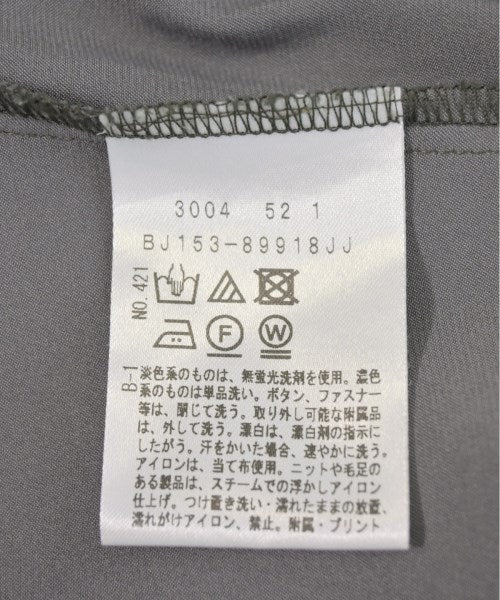 3004 52 1
BJ153-89918JJ
NO.421
F W
B-1
淡色系のものは、無蛍光洗剤を使用。濃色
系のものは単品洗い。ボタン、ファスナー
等は、閉じて洗う。取り外し可能な附属品
は、外して洗う。漂白は、漂白剤の指示に
したがう。汗をかいた場合、速やかに洗う。
アイロンは、当て布使用。ニットや毛足の
ある製品は、スチームでの浮かしアイロン
仕上げ。つけ置き洗い・濡れたままの放置、
濡れがけアイロン、禁止。附属・プリント